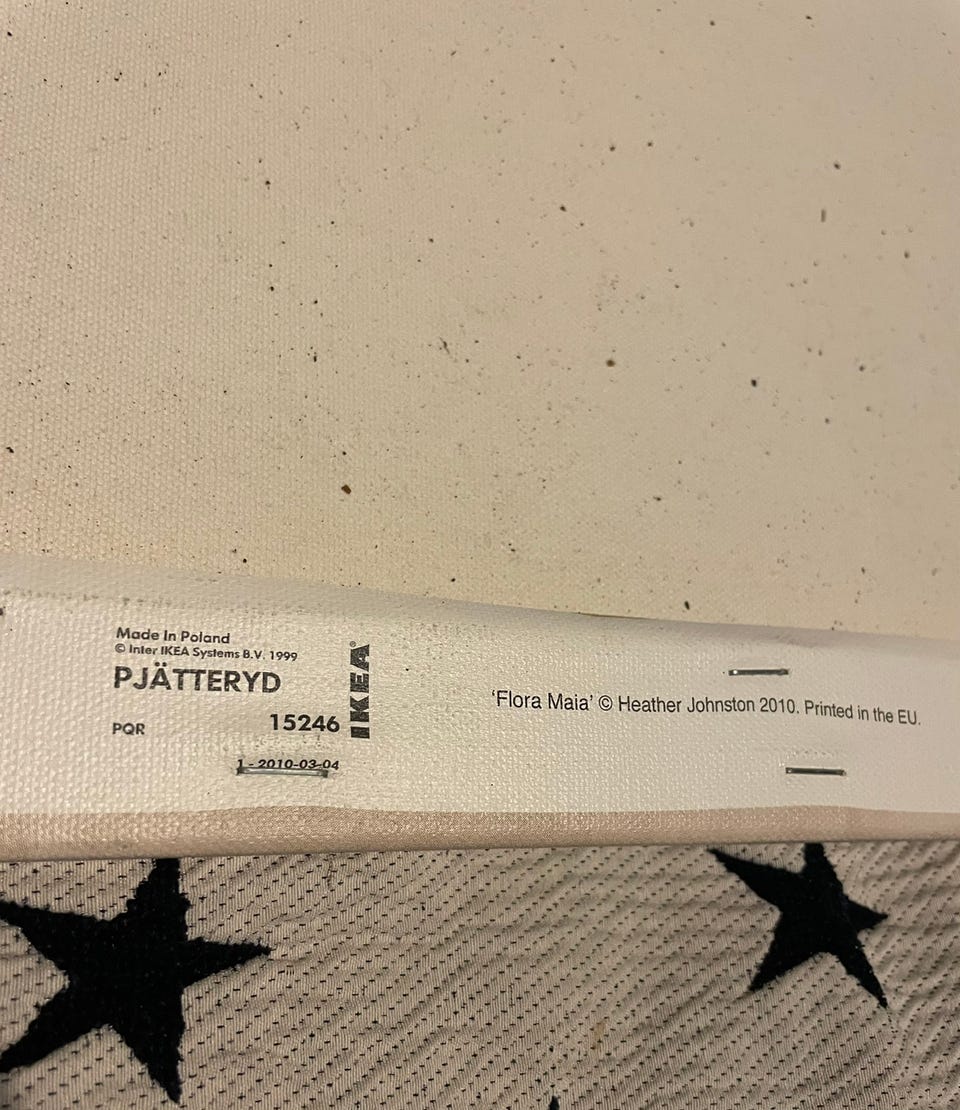 Made In Poland
© Inter IKEA Systems B.V. 1999
PJÄTTERYD
PQR 15246
1 - 2010-03-04
IKEA®
'Flora Maia' © Heather Johnston 2010. Printed in the EU.